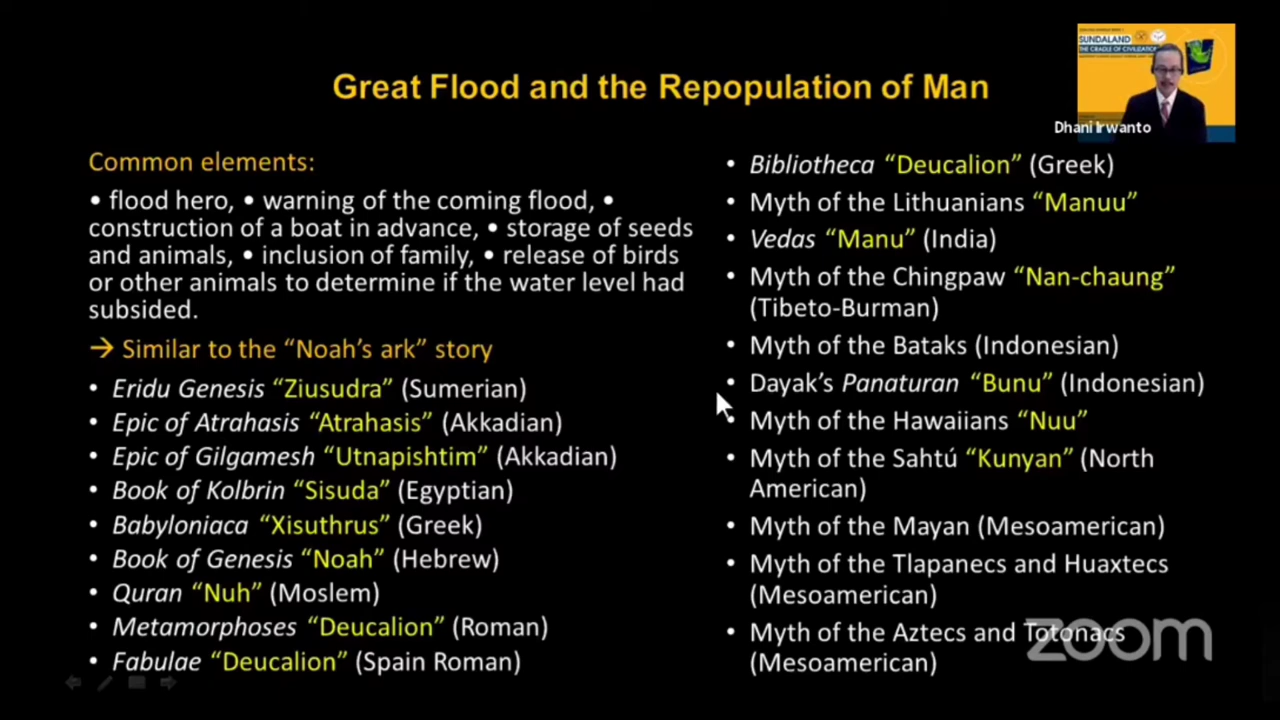 Great Flood and the Repopulation of Man
SUNDALAND
THE CRADLE OF CIVILIZATION
Dhani Irwanto
Common elements:
• flood hero, • warning of the coming flood, •
construction of a boat in advance, • storage of seeds
and animals, • inclusion of family, • release of birds
or other animals to determine if the water level had
subsided.
→ Similar to the “Noah’s ark” story
• Eridu Genesis “Ziusudra” (Sumerian)
• Epic of Atrahasis “Atrahasis” (Akkadian)
• Epic of Gilgamesh “Utnapishtim” (Akkadian)
• Book of Kolbrin “Sisuda” (Egyptian)
• Babyloniaca “Xisuthrus” (Greek)
• Book of Genesis “Noah” (Hebrew)
• Quran “Nuh” (Moslem)
• Metamorphoses “Deucalion” (Roman)
• Fabulae “Deucalion” (Spain Roman)
• Bibliotheca “Deucalion” (Greek)
• Myth of the Lithuanians “Manuu”
• Vedas “Manu” (India)
• Myth of the Chingpaw “Nan-chaung”
(Tibeto-Burman)
• Myth of the Bataks (Indonesian)
• Dayak’s Panaturan “Bunu” (Indonesian)
• Myth of the Hawaiians “Nuu”
• Myth of the Sahtú “Kunyan” (North
American)
• Myth of the Mayan (Mesoamerican)
• Myth of the Tlapanecs and Huaxtecs
(Mesoamerican)
• Myth of the Aztecs and Totonacs
(Mesoamerican)
zoom